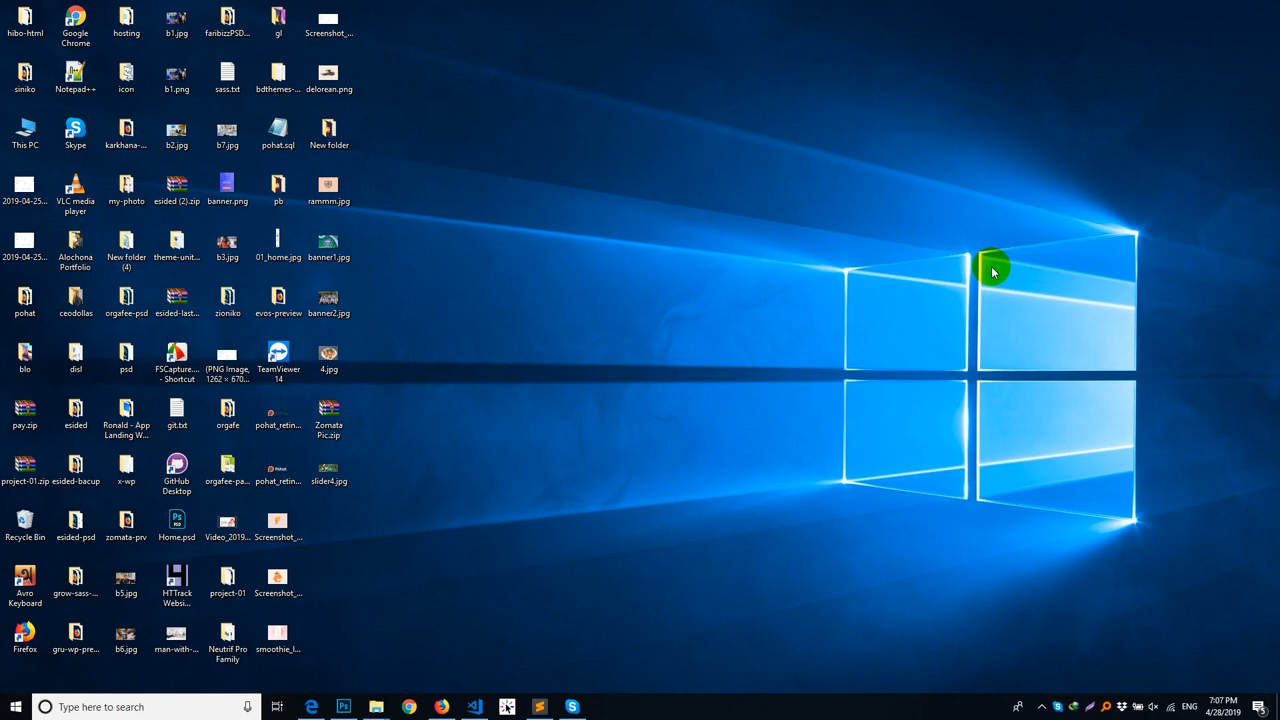 hibo-html
Google
Chrome
hosting
b1.jpg
faribizzPSD...
gl
Screenshot_...
siniko
Notepad++
icon
b1.png
sass.txt
bdthemes-...
delorean.png
This PC
Skype
karkhana-...
b2.jpg
b7.jpg
pohat.sql
New folder
2019-04-25...
VLC media
player
my-photo
esided (2).zip
banner.png
pb
rammm.jpg
2019-04-25...
Alochona
Portfolio
New folder
(4)
theme-unit...
b3.jpg
01_home.jpg
banner1.jpg
pohat
ceodollas
orgafee-psd
esided-last...
zioniko
evos-preview
banner2.jpg
blo
disl
psd
FSCapture....
- Shortcut
(PNG Image,
1262 × 670...
TeamViewer
14
4.jpg
pay.zip
esided
Ronald - App
Landing W...
git.txt
orgafe
pohat_retin...
Zomata
Pic.zip
project-01.zip
esided-bacup
x-wp
GitHub
Desktop
orgafee-pa...
pohat_retin...
slider4.jpg
Recycle Bin
esided-psd
zomata-prv
Home.psd
Video_2019...
Screenshot_...
Avro
Keyboard
grow-sass-...
b5.jpg
HTTrack
Websi...
project-01
Screenshot_...
Firefox
gru-wp-pre...
b6.jpg
man-with-...
Neutrif Pro
Family
smoothie_l...
Type here to search
ENG
7:07 PM
4/28/2019